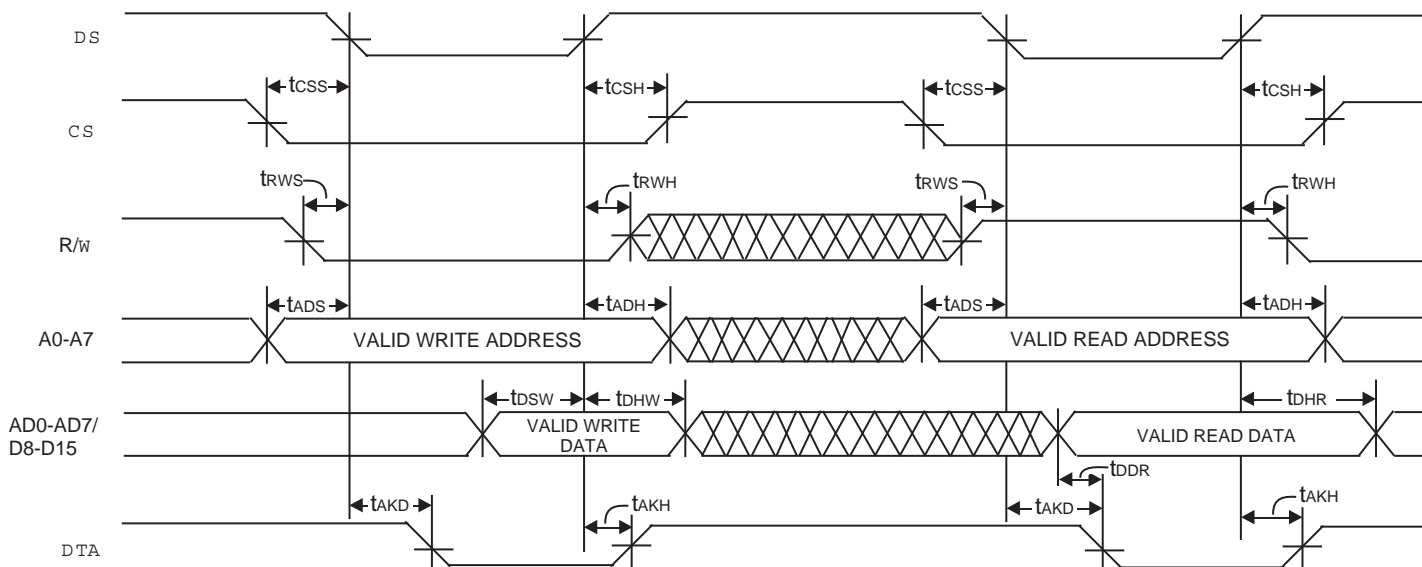 DS
tCSS
tCSH
tCSS
tCSH
CS
tRWS
tRWH
tRWS
tRWH
R/W
tADS
tADH
tADS
tADH
A0-A7
VALID WRITE ADDRESS
VALID READ ADDRESS
tDSW
tDHW
tDHR
AD0-AD7/
D8-D15
VALID WRITE
DATA
VALID READ DATA
tDDR
tAKD
tAKH
tAKD
tAKH
DTA